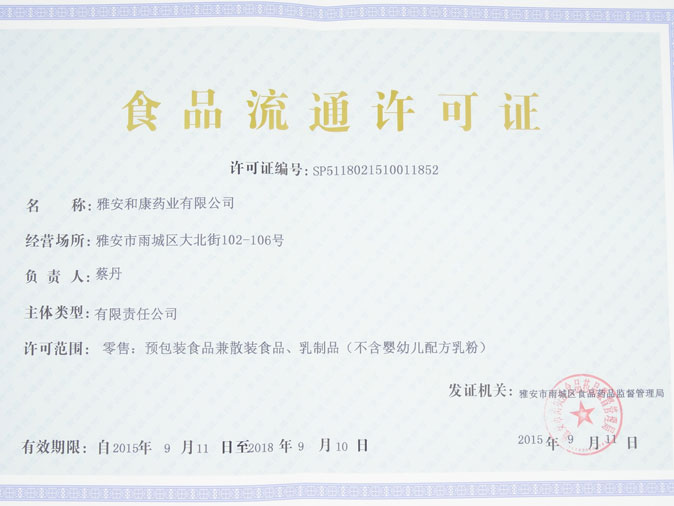 食品流通许可证
许可证编号: SP5118021510011852
名 称: 雅安和康药业有限公司
经营场所: 雅安市雨城区大北街102-106号
负 责 人: 蔡丹
主体类型: 有限责任公司
许可范围: 零售: 预包装食品兼散装食品、乳制品（不含婴幼儿配方乳粉）
发证机关: 雅安市雨城区食品药品监督管理局
2015年 9 月 11 日
有效期限: 自2015年 9 月11 日至2018 年 9 月 10 日